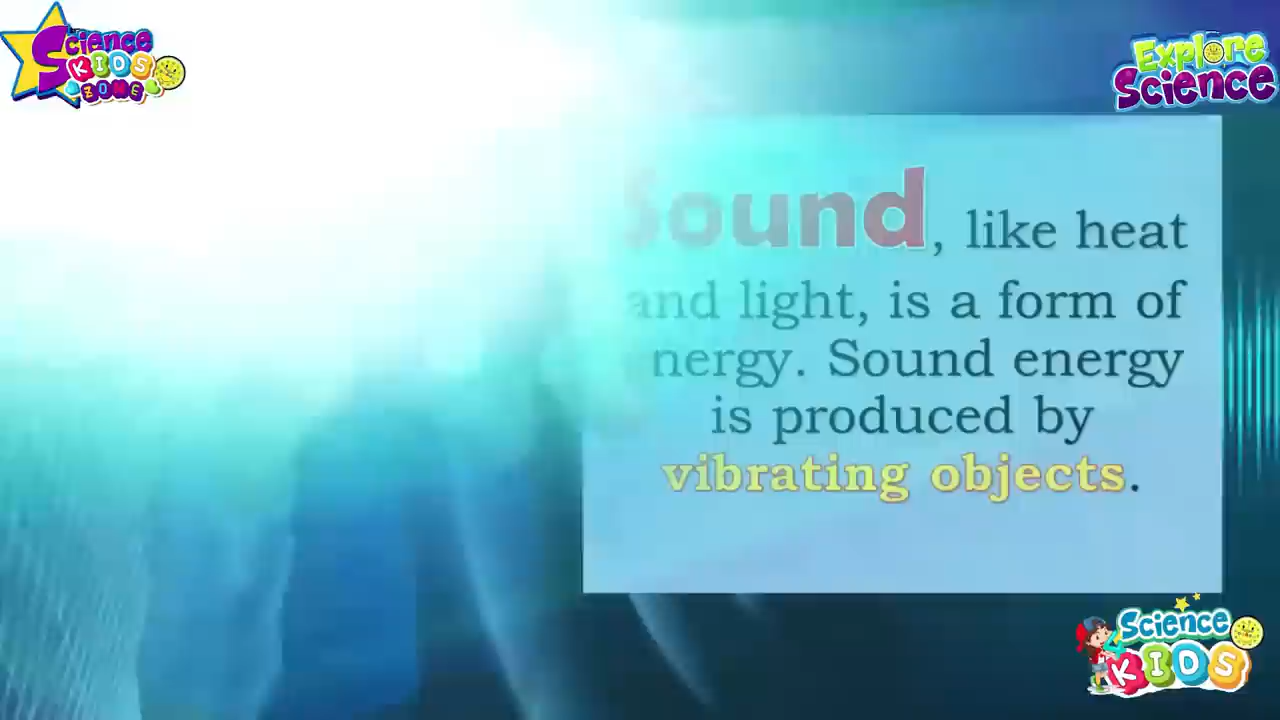 Science
KIDS
ZONE
Explore
Science
Sound, like heat
and light, is a form of
nergy. Sound energy
is produced by
vibrating objects.
Science
KIDS